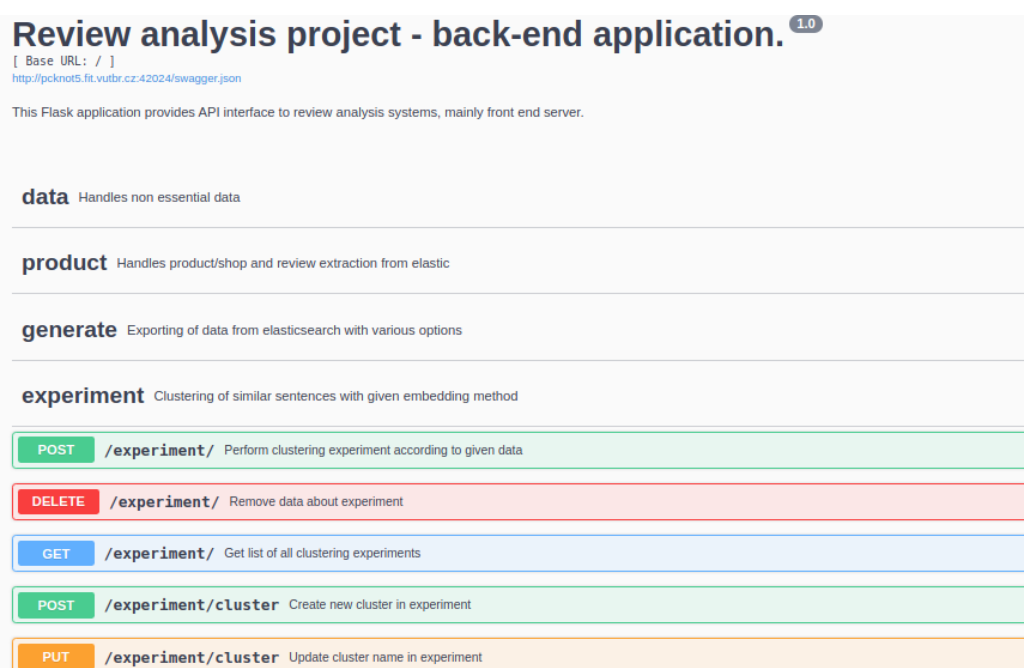 Review analysis project - back-end application. 1.0
[ Base URL: / ]
http://pcknot5.fit.vutbr.cz:42024/swagger.json
This Flask application provides API interface to review analysis systems, mainly front end server.
data Handles non essential data
product Handles product/shop and review extraction from elastic
generate Exporting of data from elasticsearch with various options
experiment Clustering of similar sentences with given embedding method
POST /experiment/ Perform clustering experiment according to given data
DELETE /experiment/ Remove data about experiment
GET /experiment/ Get list of all clustering experiments
POST /experiment/cluster Create new cluster in experiment
PUT /experiment/cluster Update cluster name in experiment